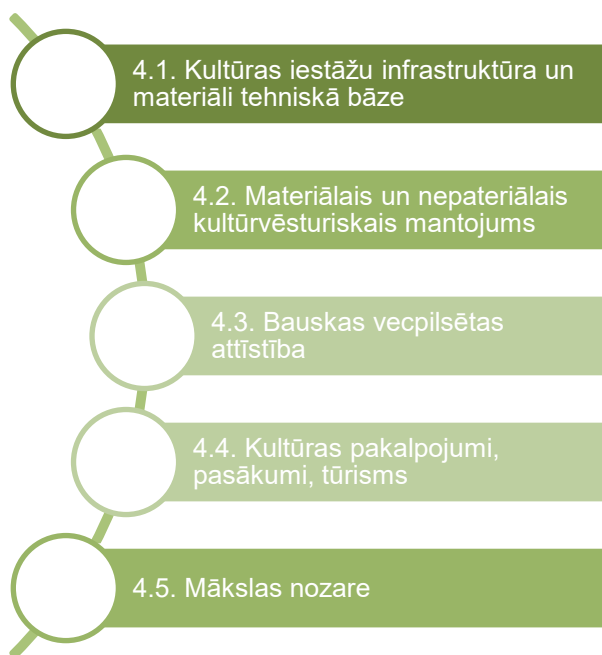 4.1. Kultūras iestāžu infrastruktūra un
materiāli tehniskā bāze
4.2. Materiālais un nepateriālais
kultūrvēsturiskais mantojums
4.3. Bauskas vecpilsētas
attīstība
4.4. Kultūras pakalpojumi,
pasākumi, tūrisms
4.5. Mākslas nozare